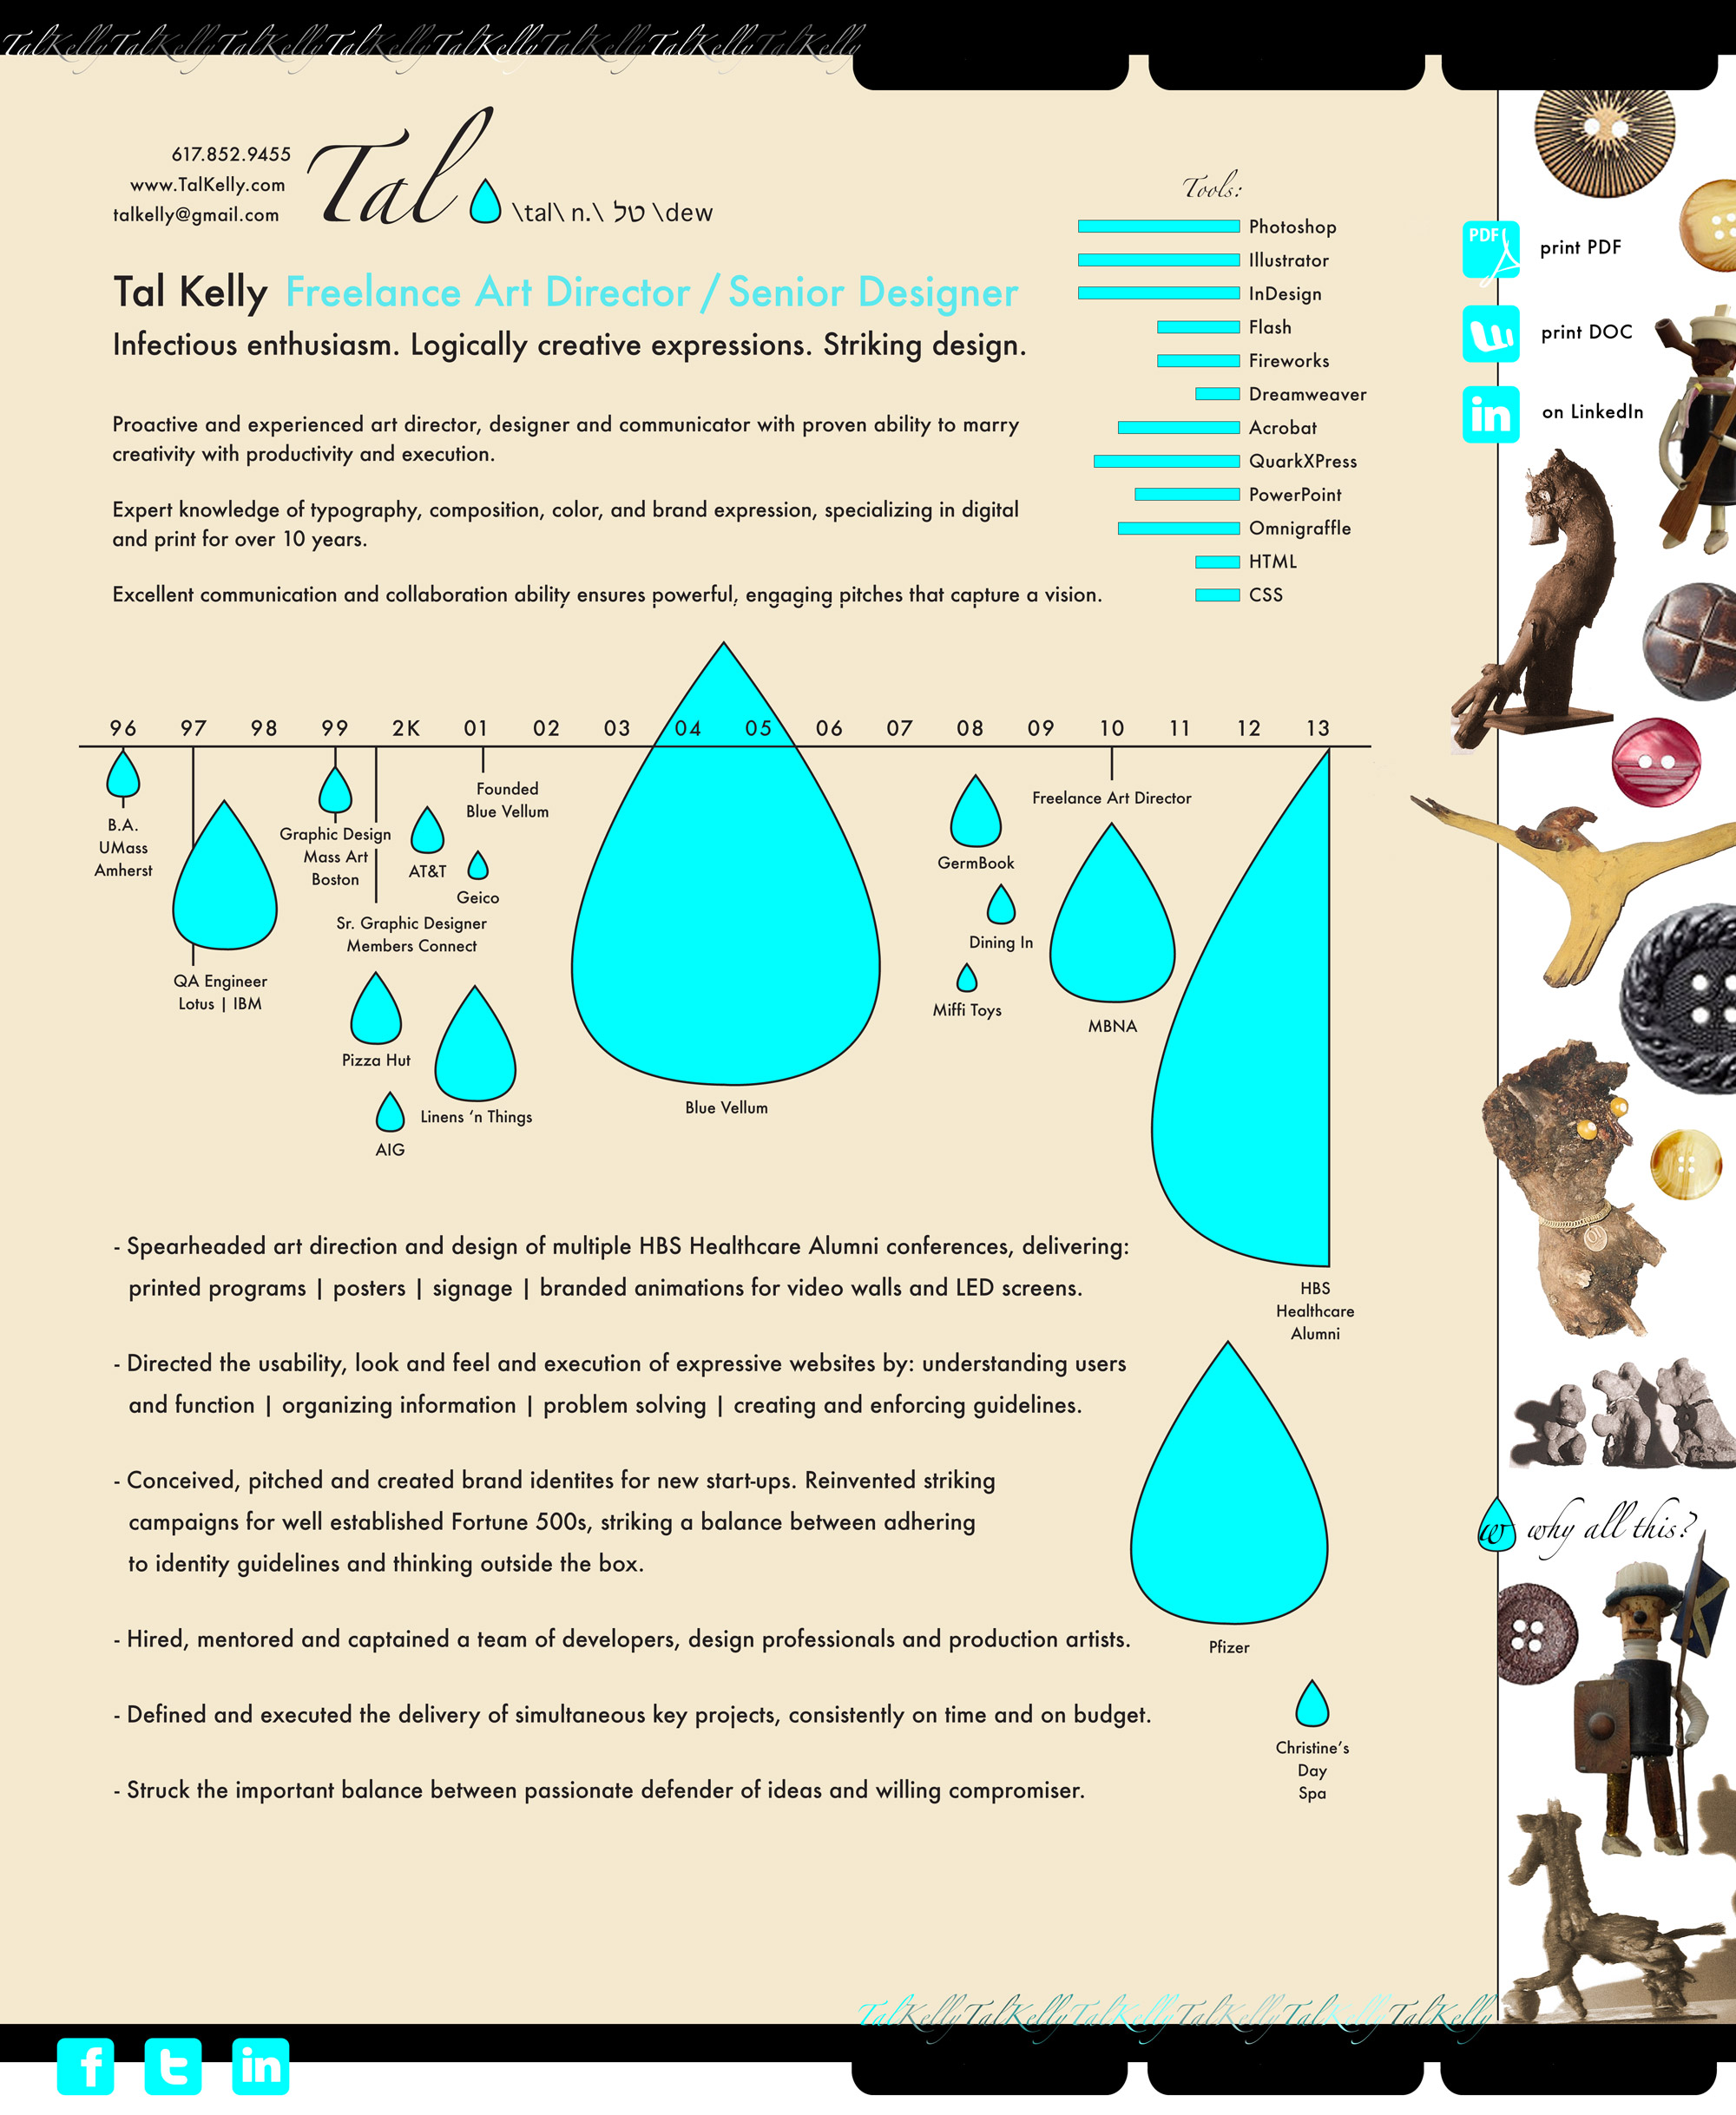 TalKellyTalKellyTalKellyTalKellyTalKellyTalKellyTalKellyTalKelly
617.852.9455
www.TalKelly.com
talkelly@gmail.com
Tal
\tal\ n.\ טל \dew
Tal Kelly Freelance Art Director / Senior Designer
Infectious enthusiasm. Logically creative expressions. Striking design.
Proactive and experienced art director, designer and communicator with proven ability to marry
creativity with productivity and execution.
Expert knowledge of typography, composition, color, and brand expression, specializing in digital
and print for over 10 years.
Excellent communication and collaboration ability ensures powerful, engaging pitches that capture a vision.
Tools:
Photoshop
Illustrator
InDesign
Flash
Fireworks
Dreamweaver
Acrobat
QuarkXPress
PowerPoint
Omnigraffle
HTML
CSS
PDF
print PDF
print DOC
in
on LinkedIn
96 97 98 99 2K 01 02 03 04 05 06 07 08 09 10 11 12 13
B.A.
UMass
Amherst
QA Engineer
Lotus | IBM
Graphic Design
Mass Art
Boston
Sr. Graphic Designer
Members Connect
Pizza Hut
AIG
AT&T
Founded
Blue Vellum
Geico
Linens ‘n Things
Blue Vellum
GermBook
Dining In
Miffi Toys
Freelance Art Director
MBNA
HBS
Healthcare
Alumni
Pfizer
Christine’s
Day
Spa
- Spearheaded art direction and design of multiple HBS Healthcare Alumni conferences, delivering:
printed programs | posters | signage | branded animations for video walls and LED screens.
- Directed the usability, look and feel and execution of expressive websites by: understanding users
and function | organizing information | problem solving | creating and enforcing guidelines.
- Conceived, pitched and created brand identites for new start-ups. Reinvented striking
campaigns for well established Fortune 500s, striking a balance between adhering
to identity guidelines and thinking outside the box.
- Hired, mentored and captained a team of developers, design professionals and production artists.
- Defined and executed the delivery of simultaneous key projects, consistently on time and on budget.
- Struck the important balance between passionate defender of ideas and willing compromiser.
w why all this?
TalKellyTalKellyTalKellyTalKellyTalKellyTalKelly
f t in